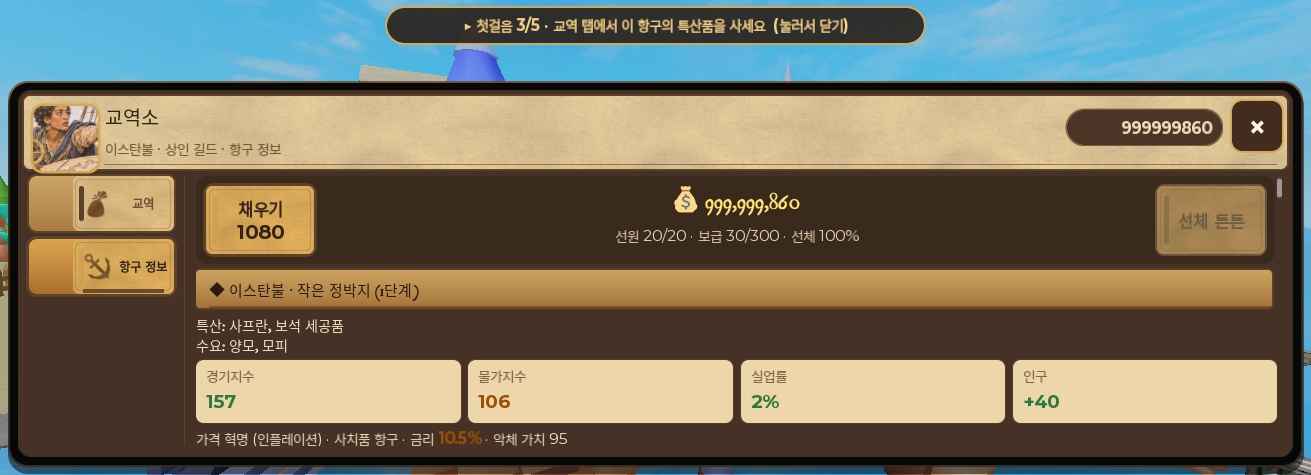 ▸ 첫걸음 3/5 · 교역 탭에서 이 항구의 특산품을 사세요 (눌러서 닫기)
교역소
이스탄불 · 상인 길드 · 항구 정보
999999860
×
교역
항구 정보
채우기
1080
999,999,860
선원 20/20 · 보급 30/300 · 선체 100%
선체 튼튼
◆ 이스탄불 · 작은 정박지 (1단계)
특산: 사프란, 보석 세공품
수요: 양모, 모피
경기지수
157
물가지수
106
실업률
2%
인구
+40
가격 혁명 (인플레이션) · 사치품 항구 · 금리 10.5% · 악체 가치 95